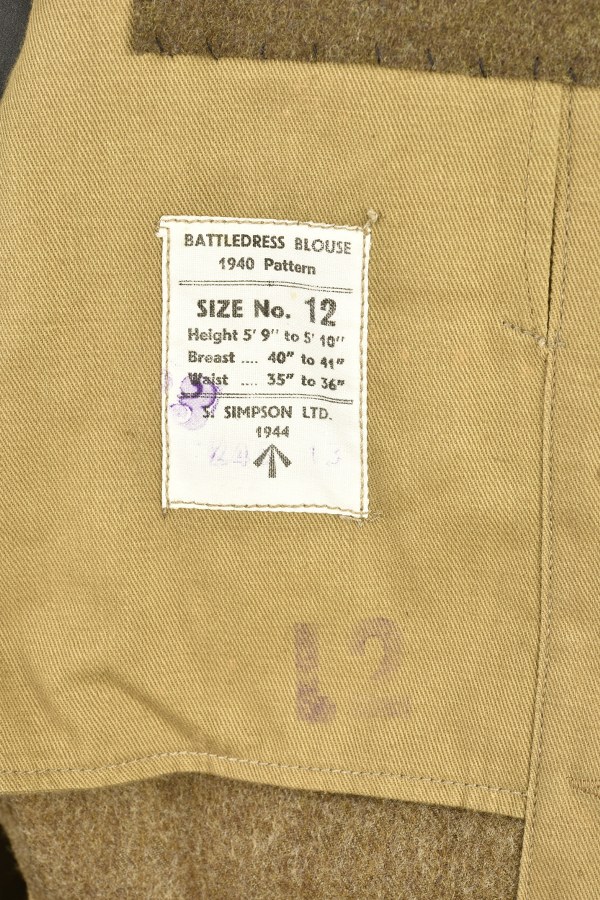 BATTLEDRESS BLOUSE
1940 Pattern
SIZE No. 12
Height 5' 9" to 5' 10"
Breast .... 40" to 41"
Waist .... 35" to 36"
S. SIMPSON LTD.
1944
12